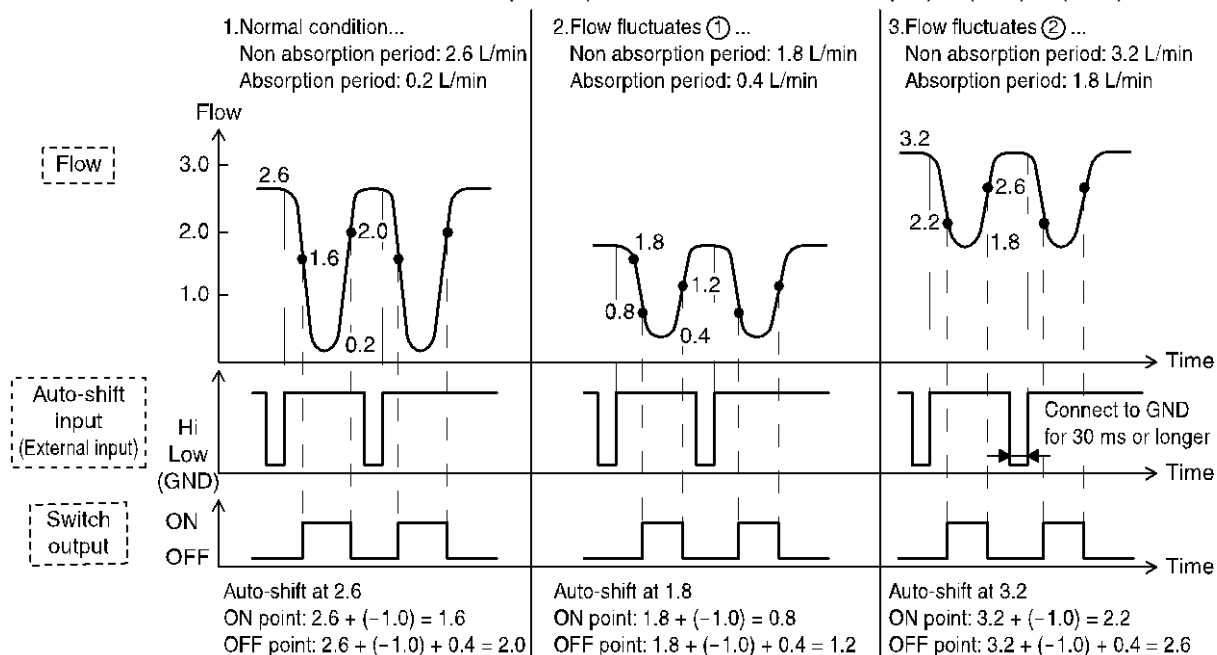 1.Normal condition...
Non absorption period: 2.6 L/min
Absorption period: 0.2 L/min
2.Flow fluctuates ① ...
Non absorption period: 1.8 L/min
Absorption period: 0.4 L/min
3.Flow fluctuates ② ...
Non absorption period: 3.2 L/min
Absorption period: 1.8 L/min
Flow
Flow
3.0
2.0
1.0
2.6
1.6
2.0
0.2
1.8
0.8
1.2
0.4
3.2
2.2
2.6
1.8
Time
Auto-shift
input
(External input)
Hi
Low
(GND)
Connect to GND
for 30 ms or longer
Time
Switch
output
ON
OFF
Time
Auto-shift at 2.6
ON point: 2.6 + (−1.0) = 1.6
OFF point: 2.6 + (−1.0) + 0.4 = 2.0
Auto-shift at 1.8
ON point: 1.8 + (−1.0) = 0.8
OFF point: 1.8 + (−1.0) + 0.4 = 1.2
Auto-shift at 3.2
ON point: 3.2 + (−1.0) = 2.2
OFF point: 3.2 + (−1.0) + 0.4 = 2.6